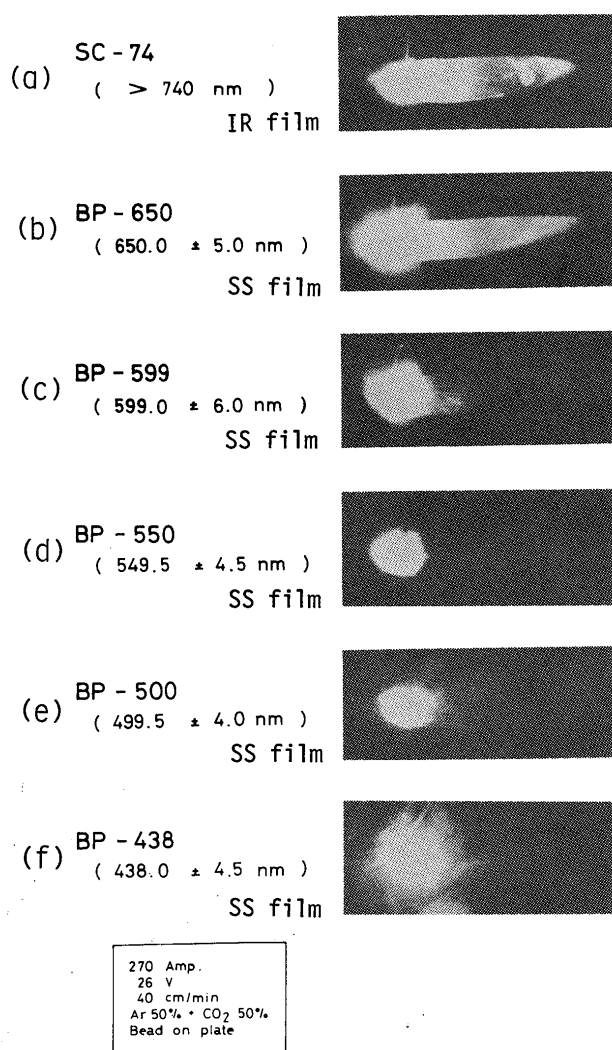 (a) SC - 74
( > 740 nm )
IR film
(b) BP - 650
( 650.0 ± 5.0 nm )
SS film
(c) BP - 599
( 599.0 ± 6.0 nm )
SS film
(d) BP - 550
( 549.5 ± 4.5 nm )
SS film
(e) BP - 500
( 499.5 ± 4.0 nm )
SS film
(f) BP - 438
( 438.0 ± 4.5 nm )
SS film
270 Amp.
26 V
40 cm/min
Ar 50% + CO₂ 50%
Bead on plate